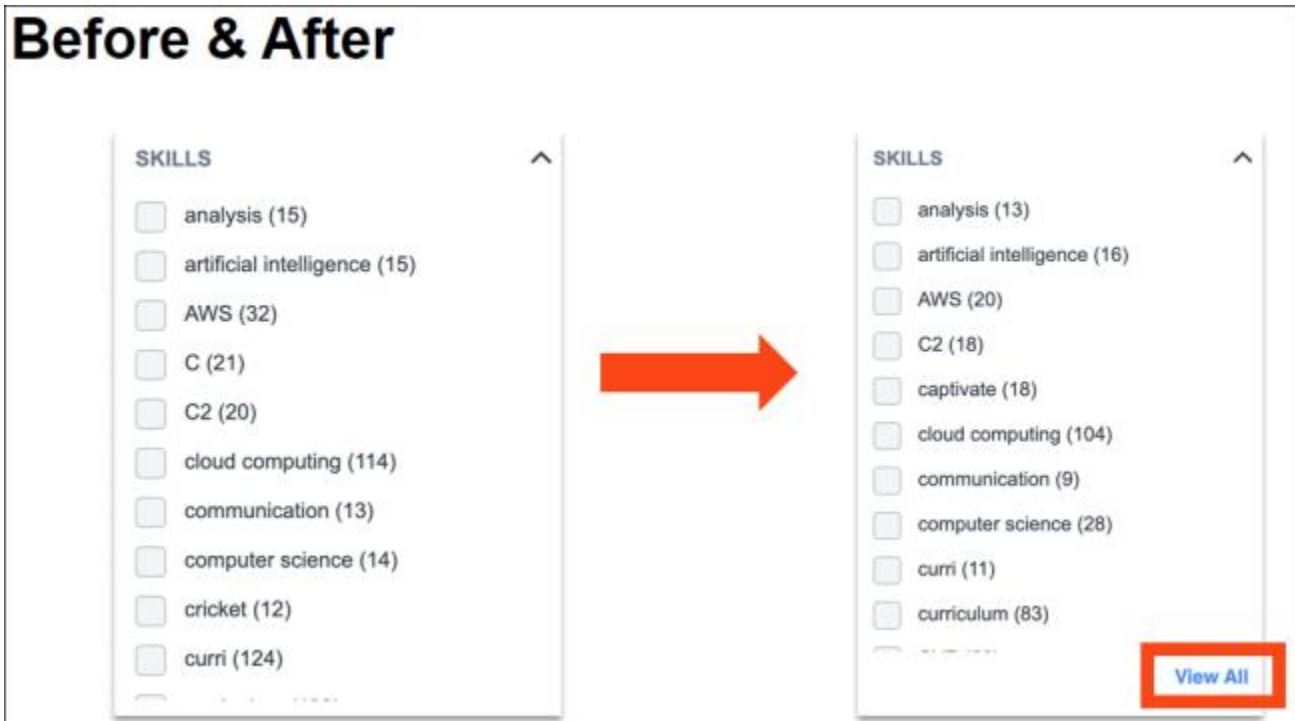 Before & After
SKILLS
analysis (15)
artificial intelligence (15)
AWS (32)
C (21)
C2 (20)
cloud computing (114)
communication (13)
computer science (14)
cricket (12)
curri (124)
SKILLS
analysis (13)
artificial intelligence (16)
AWS (20)
C2 (18)
captivate (18)
cloud computing (104)
communication (9)
computer science (28)
curri (11)
curriculum (83)
View All